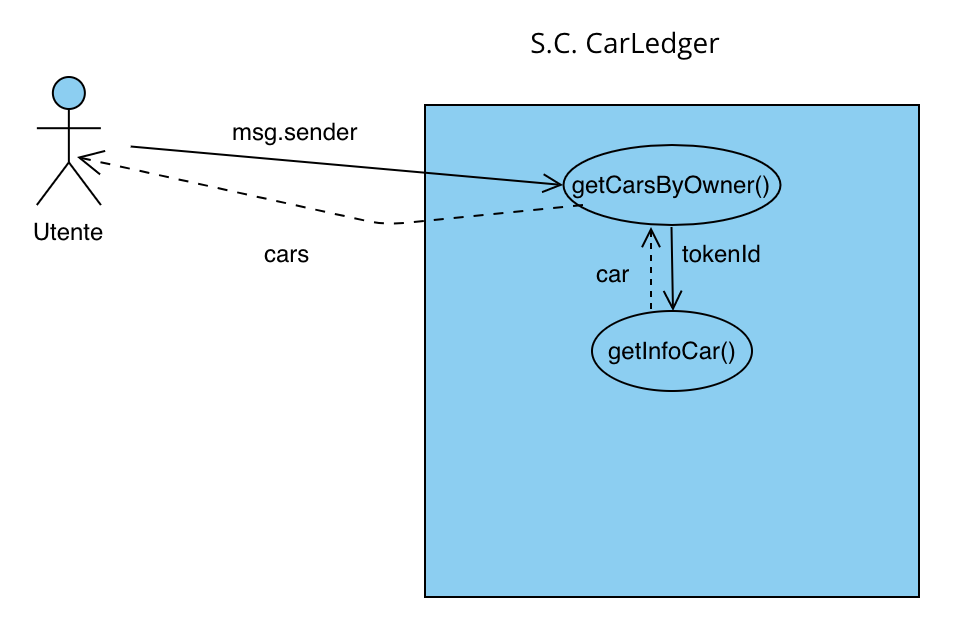 S.C. CarLedger
msg.sender
getCarsByOwner()
Utente
cars
tokenId
car
getInfoCar()